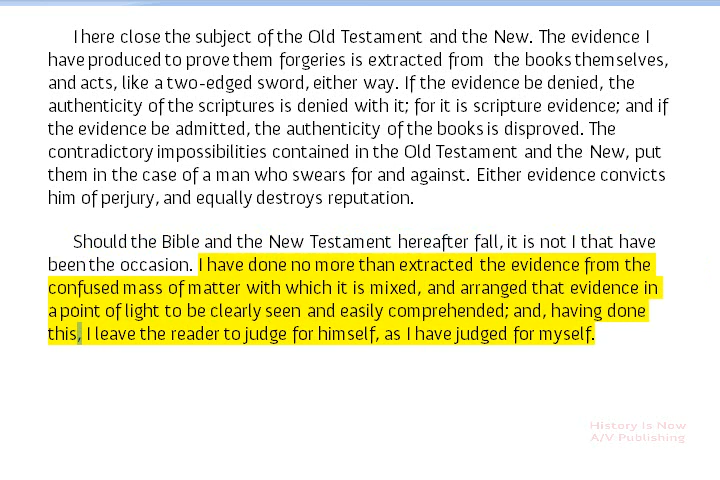 I here close the subject of the Old Testament and the New. The evidence I
have produced to prove them forgeries is extracted from the books themselves,
and acts, like a two-edged sword, either way. If the evidence be denied, the
authenticity of the scriptures is denied with it; for it is scripture evidence; and if
the evidence be admitted, the authenticity of the books is disproved. The
contradictory impossibilities contained in the Old Testament and the New, put
them in the case of a man who swears for and against. Either evidence convicts
him of perjury, and equally destroys reputation.
Should the Bible and the New Testament hereafter fall, it is not I that have
been the occasion. I have done no more than extracted the evidence from the
confused mass of matter with which it is mixed, and arranged that evidence in
a point of light to be clearly seen and easily comprehended; and, having done
this, I leave the reader to judge for himself, as I have judged for myself.
History Is Now
A/V Publishing